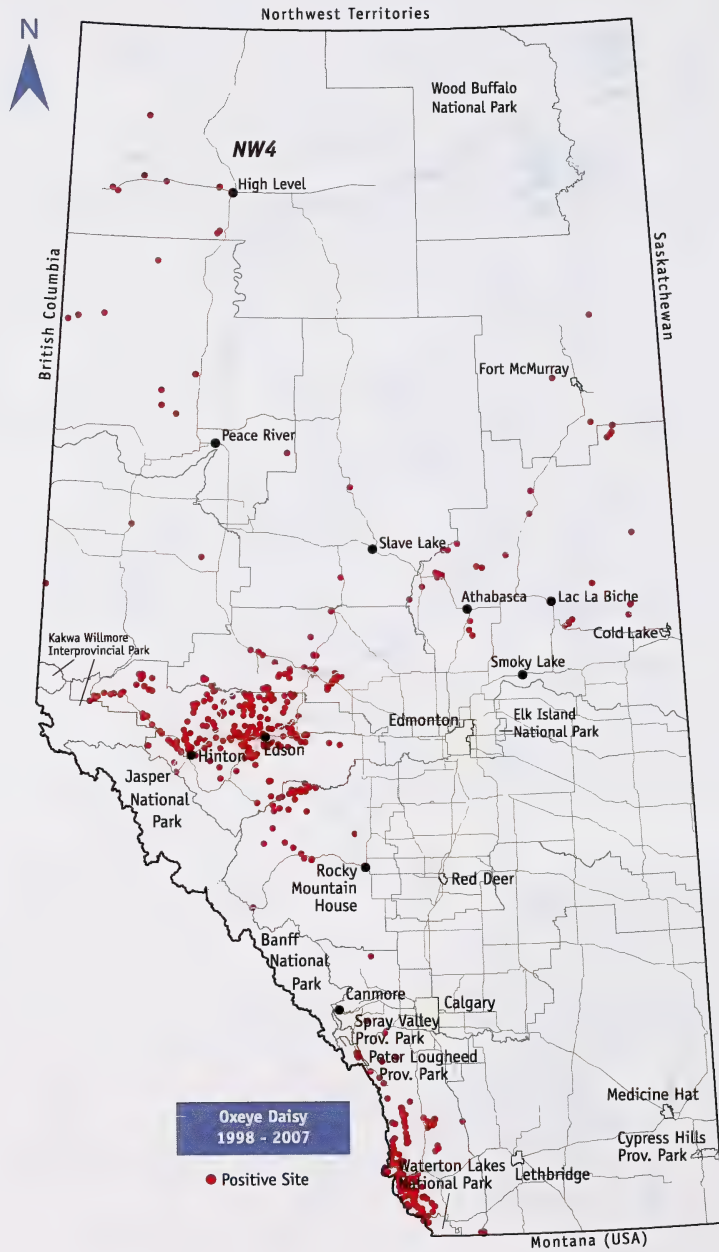 Northwest Territories
N
Wood Buffalo
National Park
NW4
High Level
British Columbia
Saskatchewan
Fort McMurray
Peace River
Slave Lake
Athabasca
Lac La Biche
Cold Lake
Kakwa Willmore
Interprovincial Park
Smoky Lake
Edmonton
Elk Island
National Park
Hinton
Edson
Jasper
National
Park
Rocky
Mountain
House
Red Deer
Banff
National
Park
Canmore
Calgary
Spray Valley
Prov. Park
Peter Lougheed
Prov. Park
Medicine Hat
Oxeye Daisy
1998 - 2007
Cypress Hills
Prov. Park
Positive Site
Waterton Lakes
National Park
Lethbridge
Montana (USA)